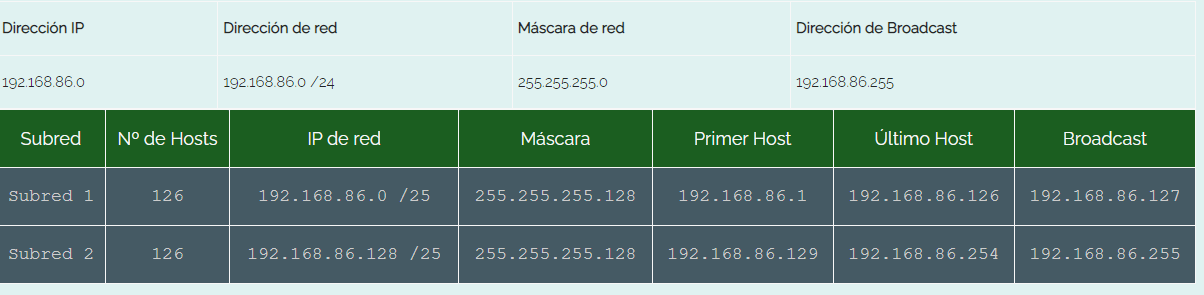 Dirección IP Dirección de red Máscara de red Dirección de Broadcast
192.168.86.0 192.168.86.0 /24 255.255.255.0 192.168.86.255
Subred Nº de Hosts IP de red Máscara Primer Host Último Host Broadcast
Subred 1 126 192.168.86.0 /25 255.255.255.128 192.168.86.1 192.168.86.126 192.168.86.127
Subred 2 126 192.168.86.128 /25 255.255.255.128 192.168.86.129 192.168.86.254 192.168.86.255